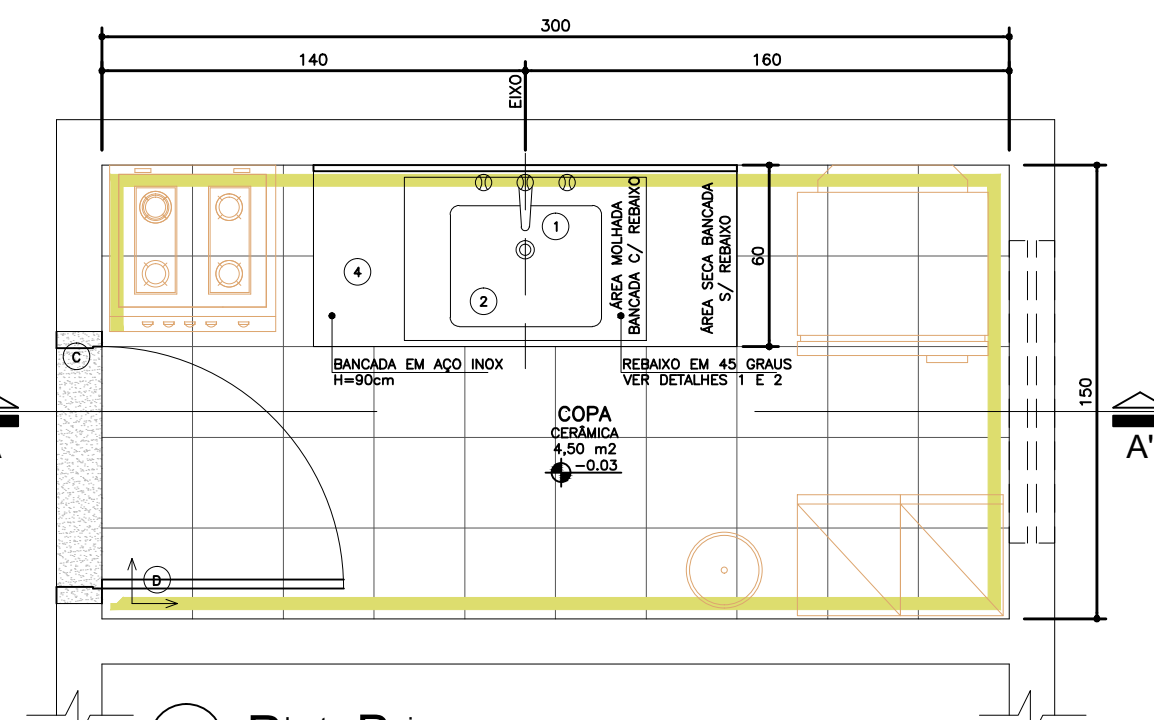 300
140
160
EIXO
ÁREA MOLHADA
BANCADA C/ REBAIXO
ÁREA SECA BANCADA
S/ REBAIXO
60
1
4
2
C
BANCADA EM AÇO INOX
H=90cm
REBAIXO EM 45 GRAUS
VER DETALHES 1 E 2
150
COPA
CERÂMICA
4,50 m2
-0.03
A'
D